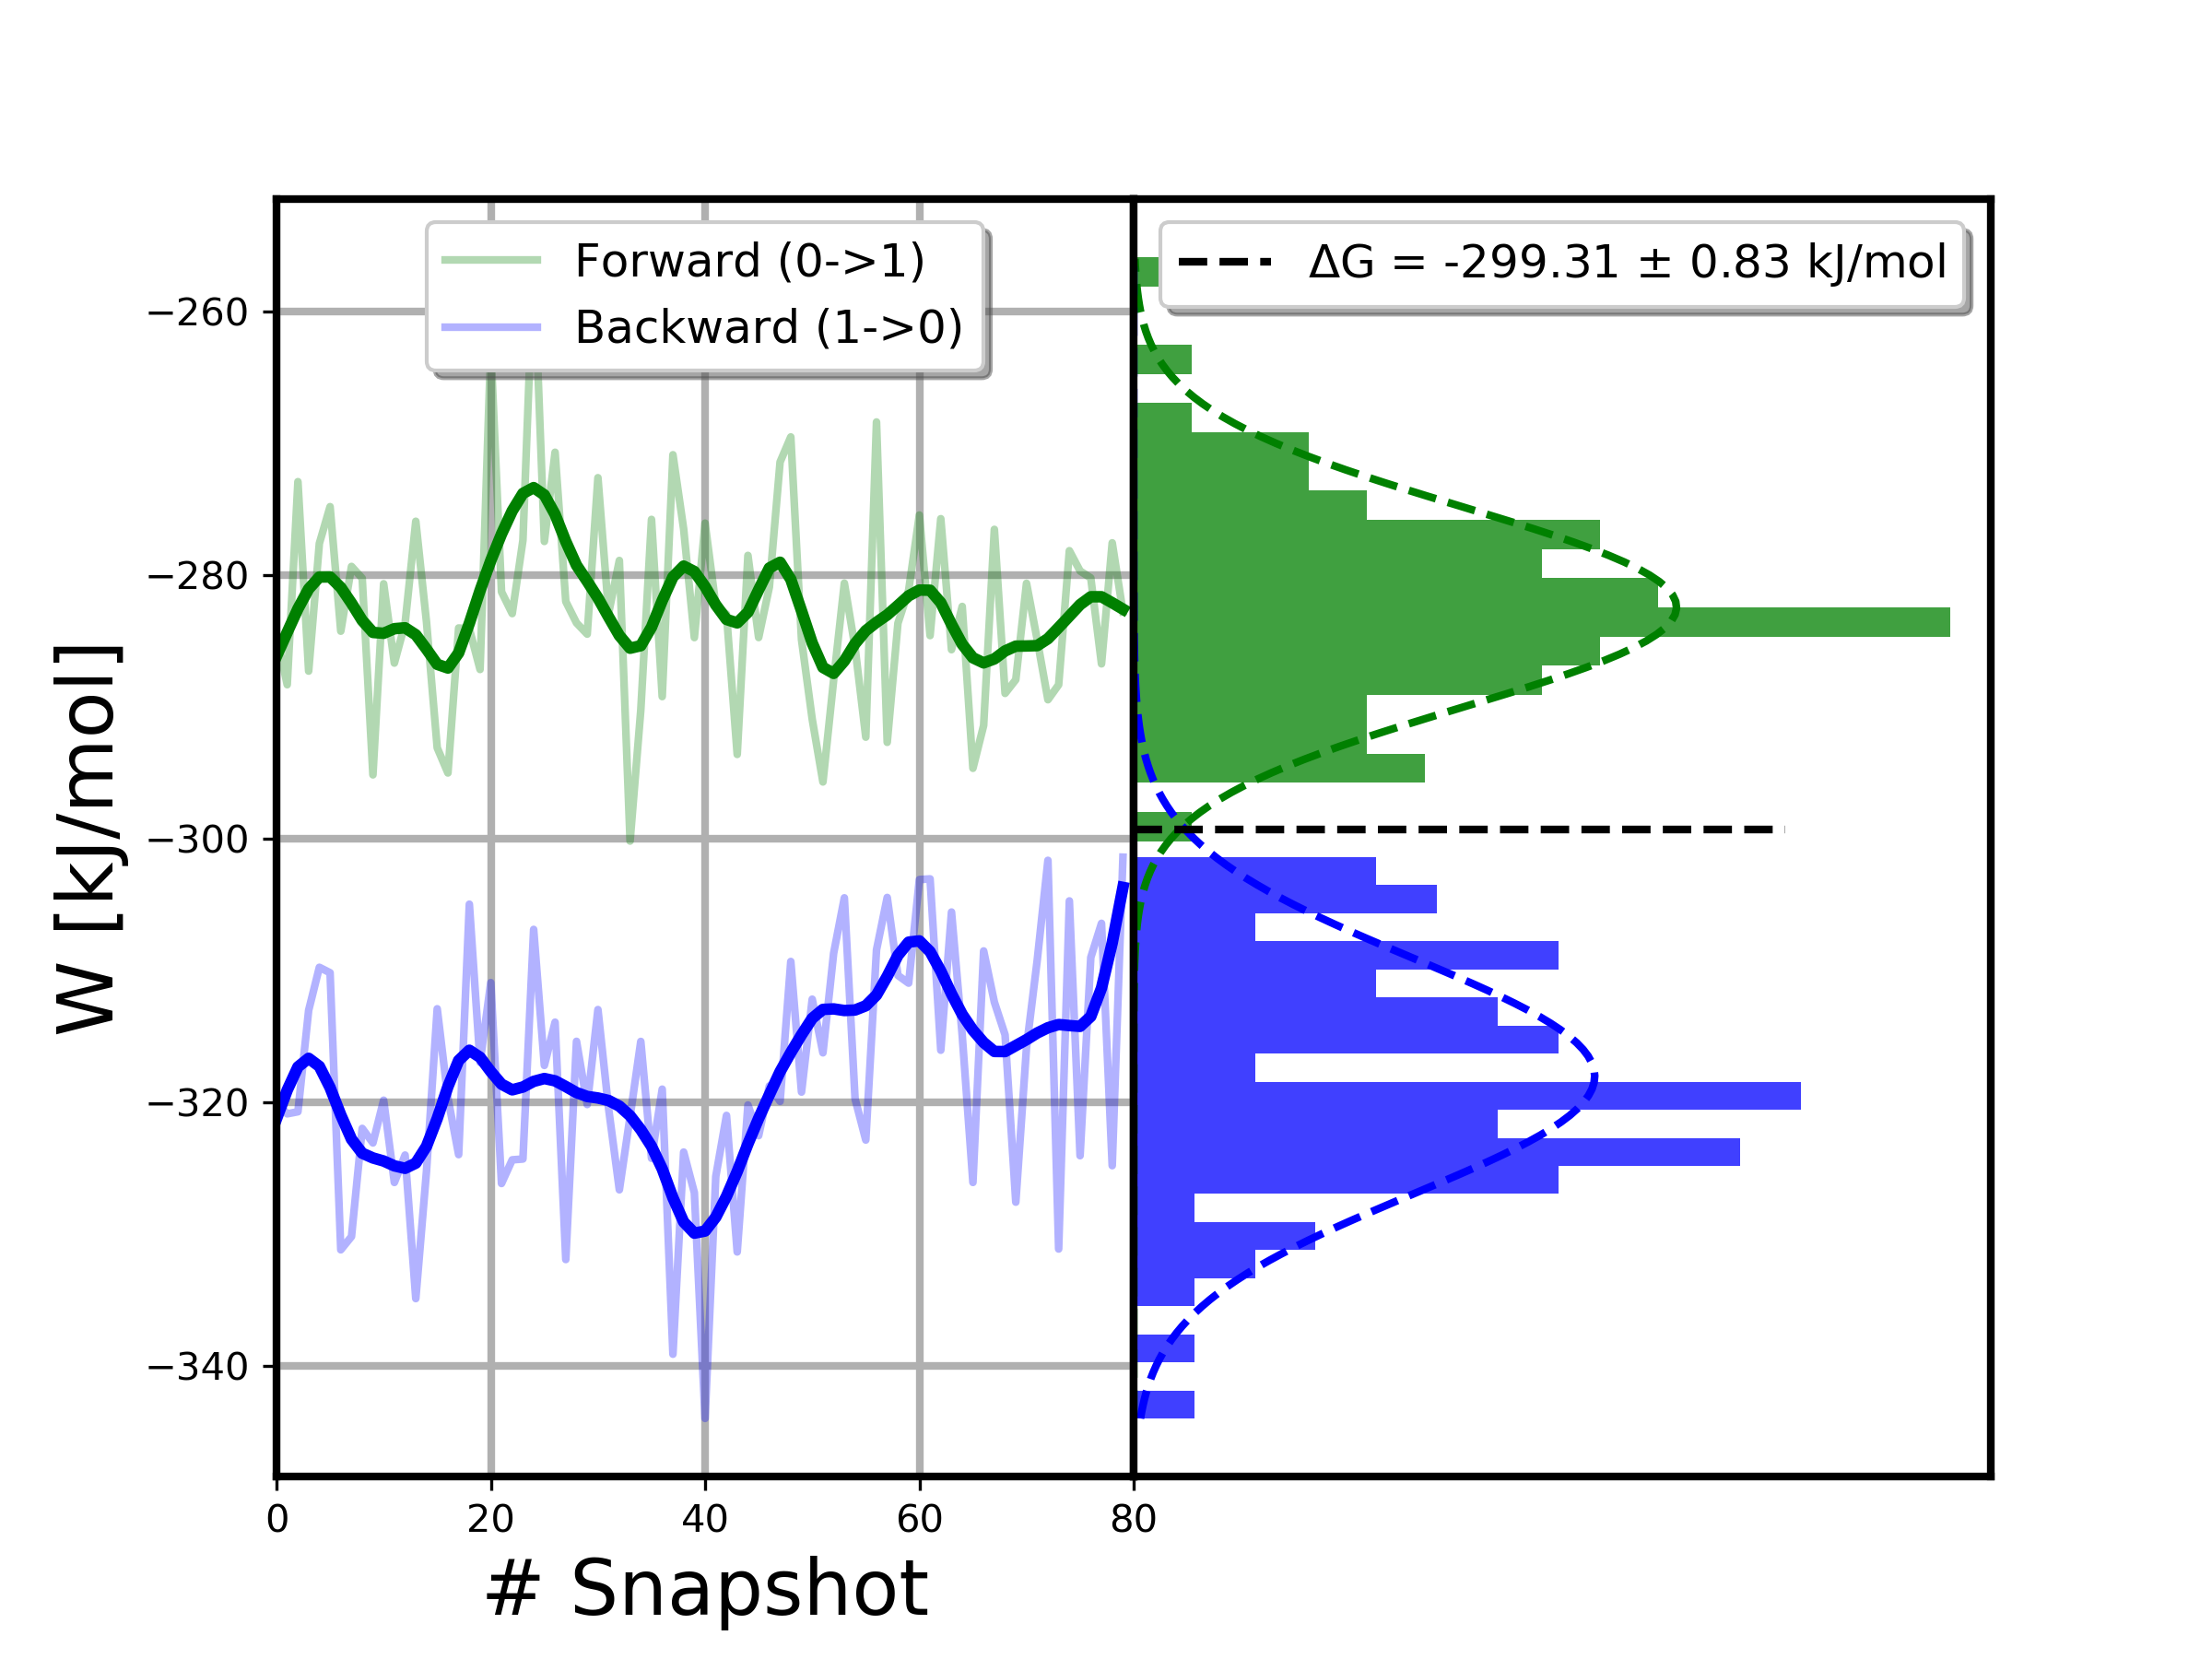 Forward (0->1)
Backward (1->0)
ΔG = -299.31 ± 0.83 kJ/mol
W [kJ/mol]
−260
−280
−300
−320
−340
0 20 40 60 80
# Snapshot